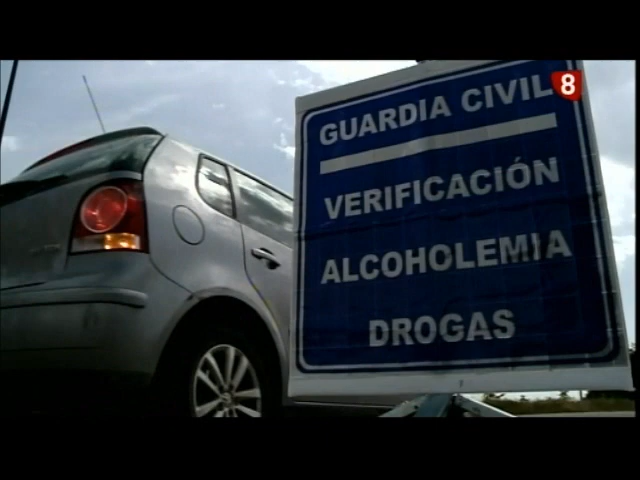 GUARDIA CIVIL
8
VERIFICACIÓN
ALCOHOLEMIA
DROGAS